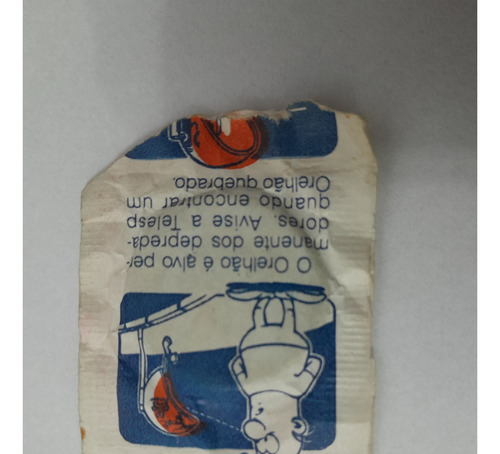 O Orelhão é alvo per-
manente dos depreda-
dores. Avise a Telesp
quando encontrar um
Orelhão quebrado.